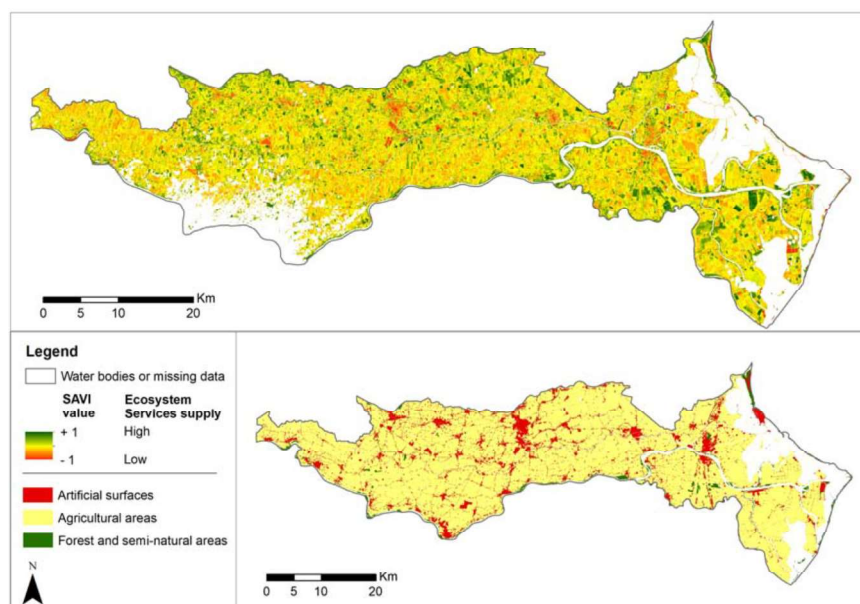 Km
0 5 10 20
Legend
Water bodies or missing data
SAVI value Ecosystem Services supply
+ 1 High
- 1 Low
Artificial surfaces
Agricultural areas
Forest and semi-natural areas
N
Km
0 5 10 20